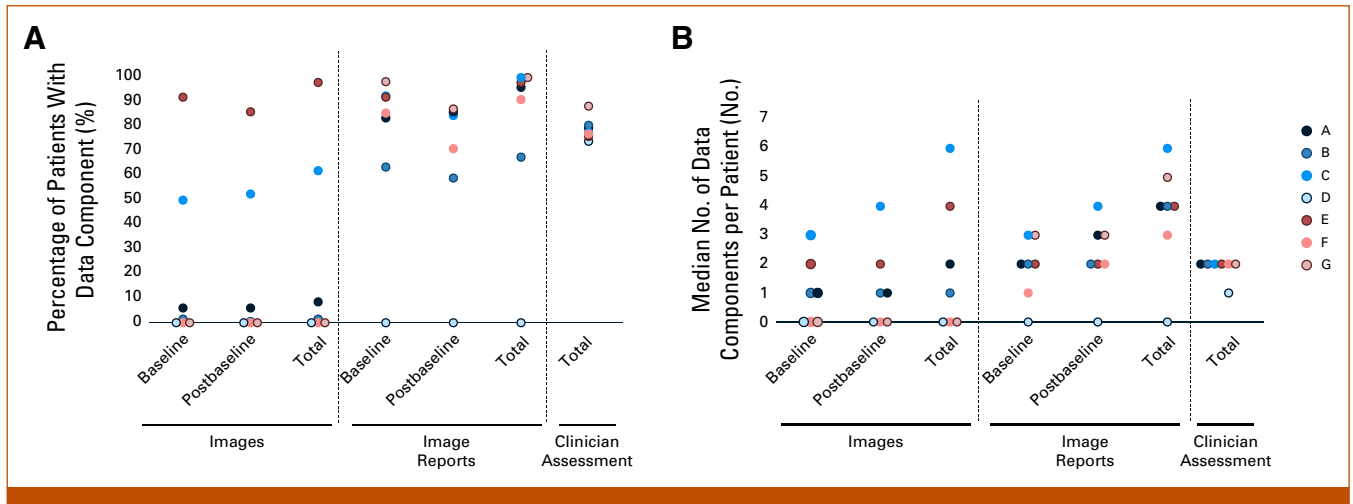 A
Percentage of Patients With
Data Component (%)
100
90
80
70
60
50
40
30
20
10
0
Baseline
Postbaseline
Total
Baseline
Postbaseline
Total
Total
Images
Image
Reports
Clinician
Assessment
B
Median No. of Data
Components per Patient (No.)
7
6
5
4
3
2
1
0
Baseline
Postbaseline
Total
Baseline
Postbaseline
Total
Total
Images
Image
Reports
Clinician
Assessment
A
B
C
D
E
F
G